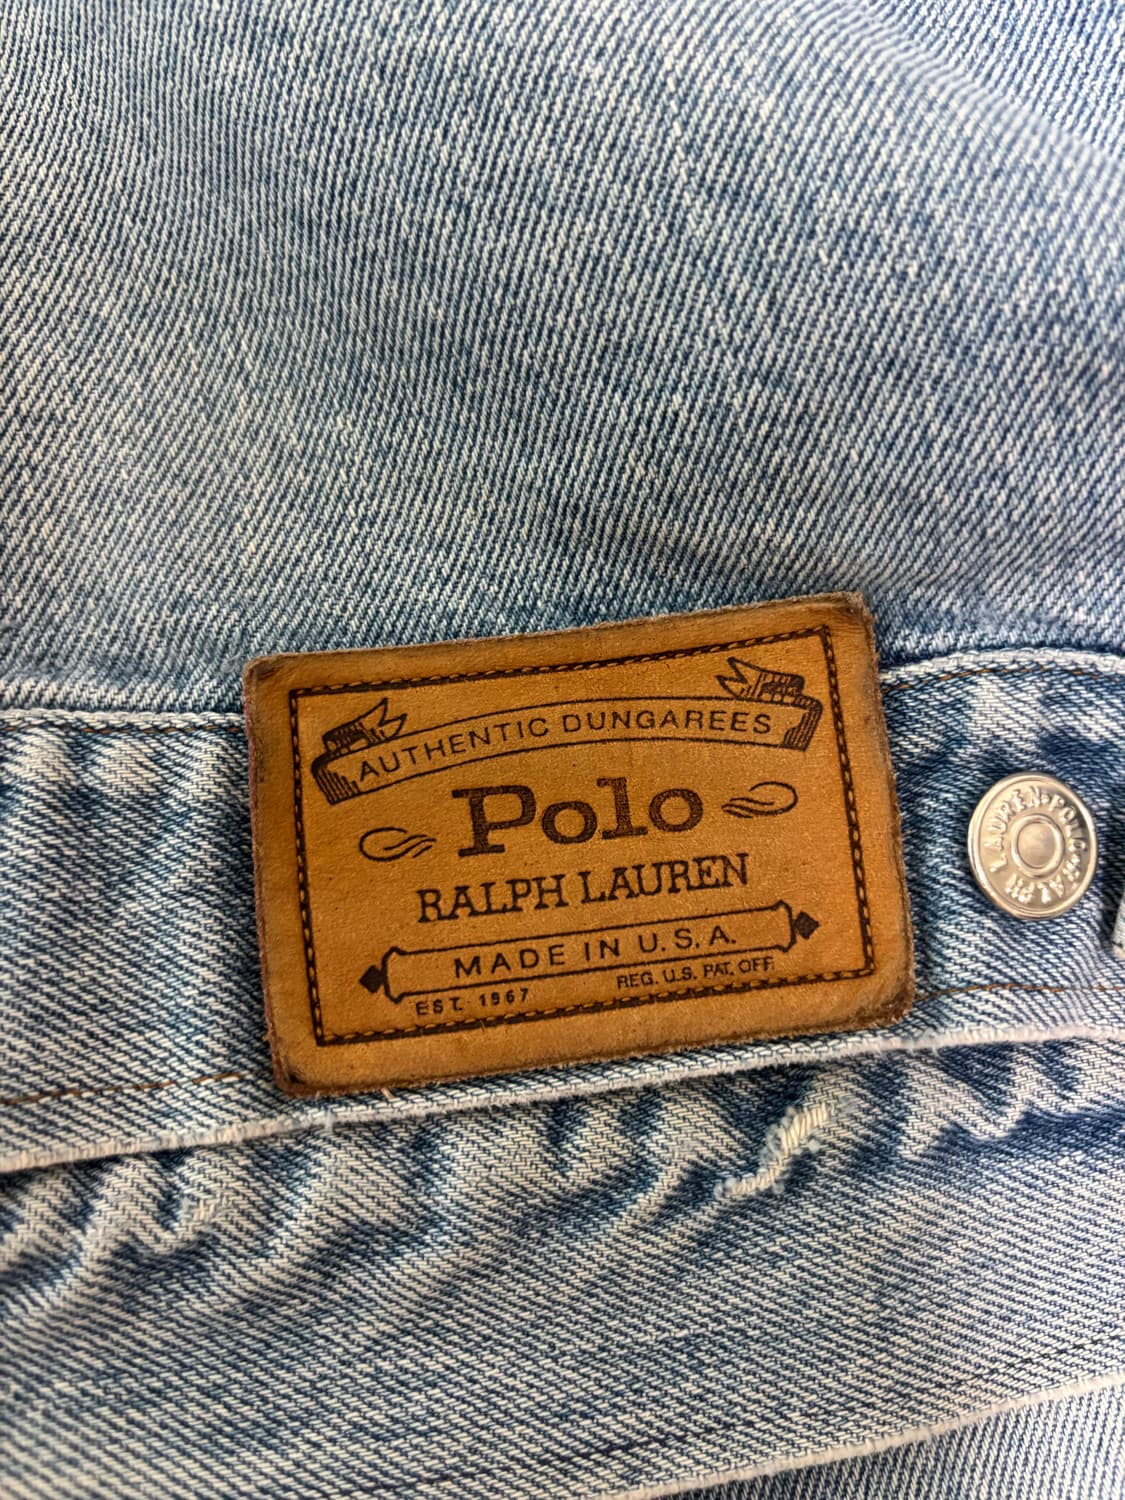 AUTHENTIC DUNGAREES
Polo
RALPH LAUREN
MADE IN U.S.A.
EST. 1967
REG. U.S. PAT. OFF.
RALPH LAUREN•POLO•